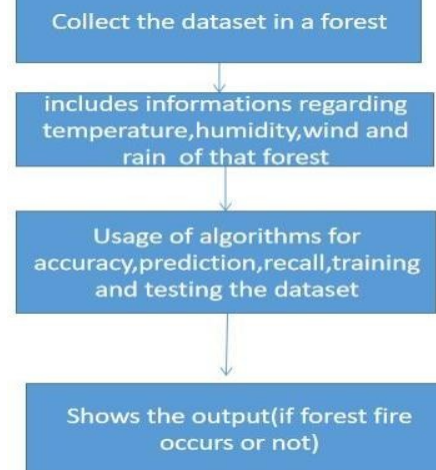 Collect the dataset in a forest
includes informations regarding
temperature,humidity,wind and
rain of that forest
Usage of algorithms for
accuracy,prediction,recall,training
and testing the dataset
Shows the output(if forest fire
occurs or not)